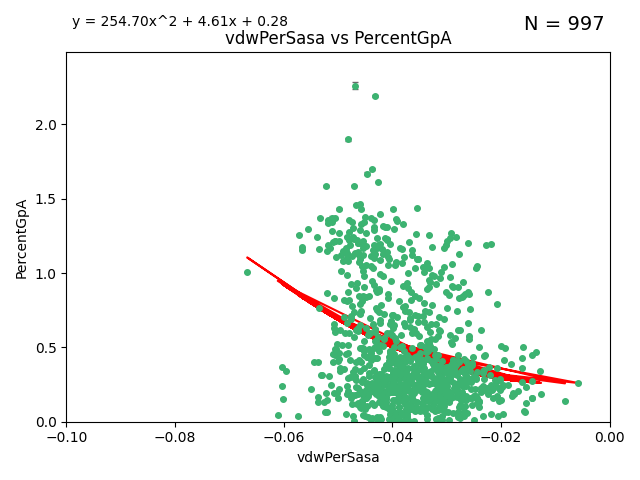 y = 254.70x^2 + 4.61x + 0.28
N = 997
vdwPerSasa vs PercentGpA
PercentGpA
2.0
1.5
1.0
0.5
0.0
−0.10
−0.08
−0.06
−0.04
−0.02
0.00
vdwPerSasa